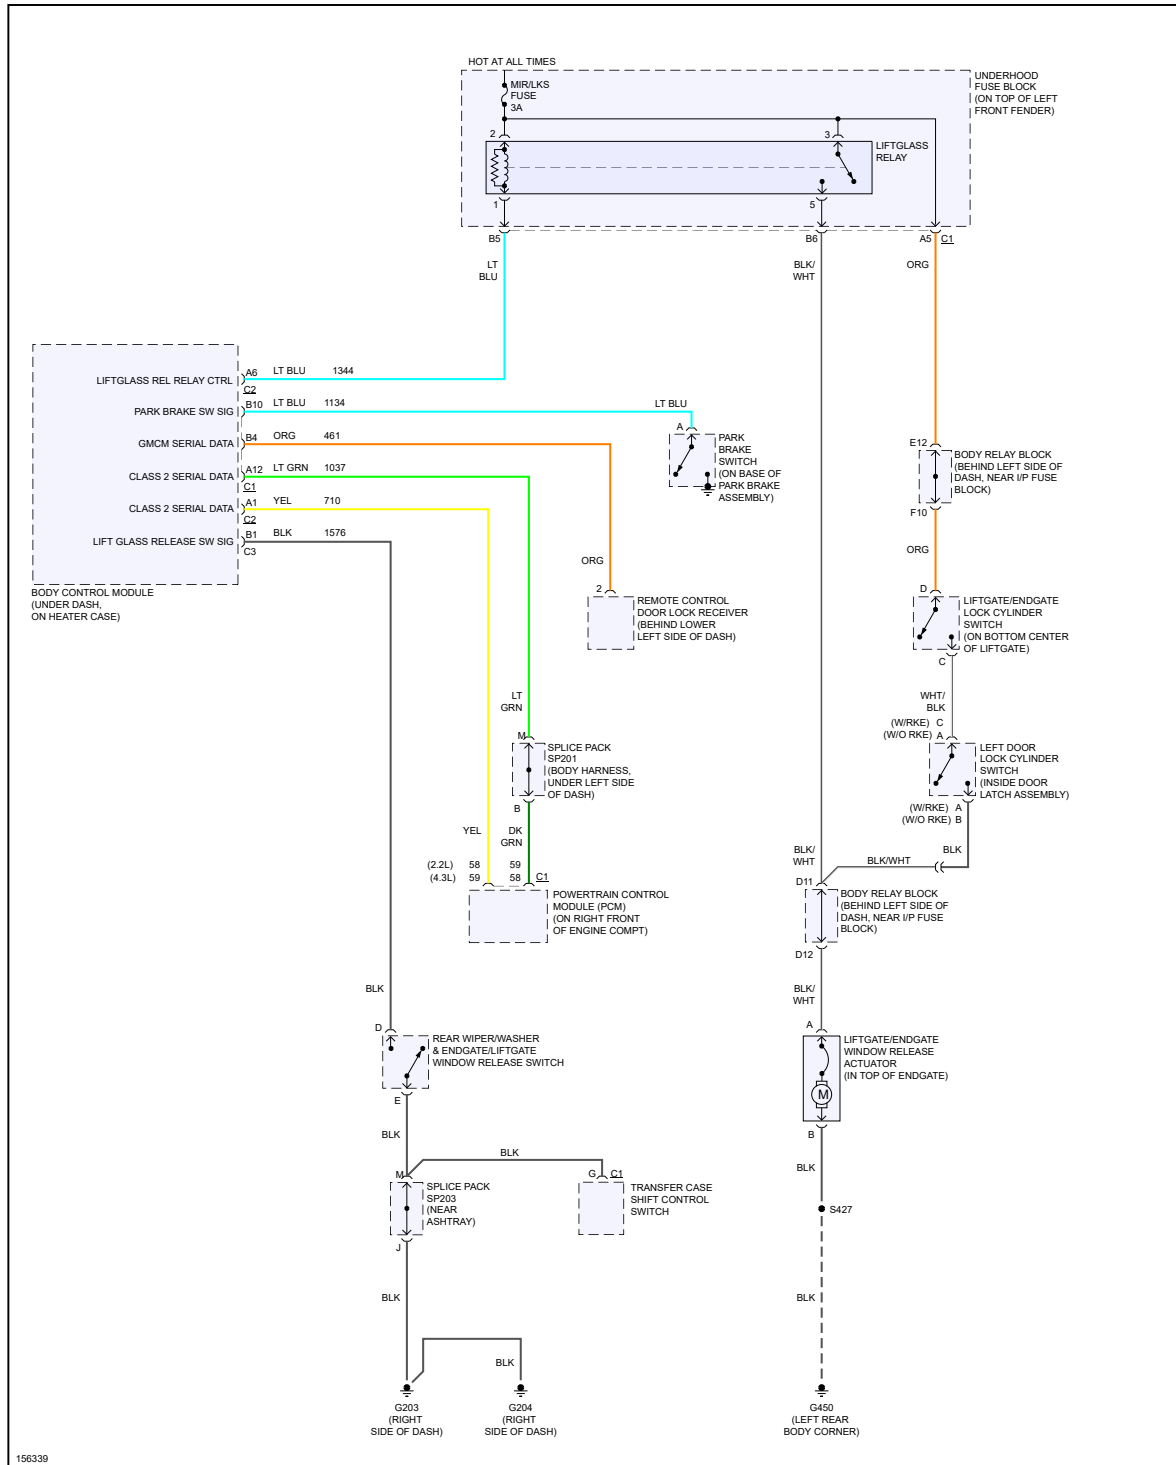 HOT AT ALL TIMES
MIR/LKS
FUSE
3A
UNDERHOOD
FUSE BLOCK
(ON TOP OF LEFT
FRONT FENDER)
2
3
LIFTGLASS
RELAY
1
5
B5
B6
A5 C1
LT
BLU
BLK/
WHT
ORG
LIFTGLASS REL RELAY CTRL
A6 LT BLU 1344
C2
PARK BRAKE SW SIG
B10 LT BLU 1134
LT BLU
GMCM SERIAL DATA
B4 ORG 461
CLASS 2 SERIAL DATA
A12 LT GRN 1037
C1
CLASS 2 SERIAL DATA
A1 YEL 710
C2
LIFT GLASS RELEASE SW SIG
B1 BLK 1576
C3
BODY CONTROL MODULE
(UNDER DASH,
ON HEATER CASE)
A
PARK
BRAKE
SWITCH
(ON BASE OF
PARK BRAKE
ASSEMBLY)
E12
BODY RELAY BLOCK
(BEHIND LEFT SIDE OF
DASH, NEAR I/P FUSE
BLOCK)
F10
ORG
ORG
2
REMOTE CONTROL
DOOR LOCK RECEIVER
(BEHIND LOWER
LEFT SIDE OF DASH)
D
LIFTGATE/ENDGATE
LOCK CYLINDER
SWITCH
(ON BOTTOM CENTER
OF LIFTGATE)
C
WHT/
BLK
(W/RKE) C
(W/O RKE) A
LEFT DOOR
LOCK CYLINDER
SWITCH
(INSIDE DOOR
LATCH ASSEMBLY)
(W/RKE) A
(W/O RKE) B
BLK
BLK/WHT
LT
GRN
M
SPLICE PACK
SP201
(BODY HARNESS,
UNDER LEFT SIDE
OF DASH)
B
YEL
DK
GRN
(2.2L) 58 59
(4.3L) 59 58 C1
POWERTRAIN CONTROL
MODULE (PCM)
(ON RIGHT FRONT
OF ENGINE COMPT)
BLK/
WHT
D11
BODY RELAY BLOCK
(BEHIND LEFT SIDE OF
DASH, NEAR I/P FUSE
BLOCK)
D12
BLK/
WHT
A
LIFTGATE/ENDGATE
WINDOW RELEASE
ACTUATOR
(IN TOP OF ENDGATE)
M
B
BLK
S427
BLK
G450
(LEFT REAR
BODY CORNER)
BLK
D
REAR WIPER/WASHER
& ENDGATE/LIFTGATE
WINDOW RELEASE SWITCH
E
BLK
BLK
M
SPLICE PACK
SP203
(NEAR
ASHTRAY)
J
G C1
TRANSFER CASE
SHIFT CONTROL
SWITCH
BLK
BLK
G203
(RIGHT
SIDE OF DASH)
G204
(RIGHT
SIDE OF DASH)
156339